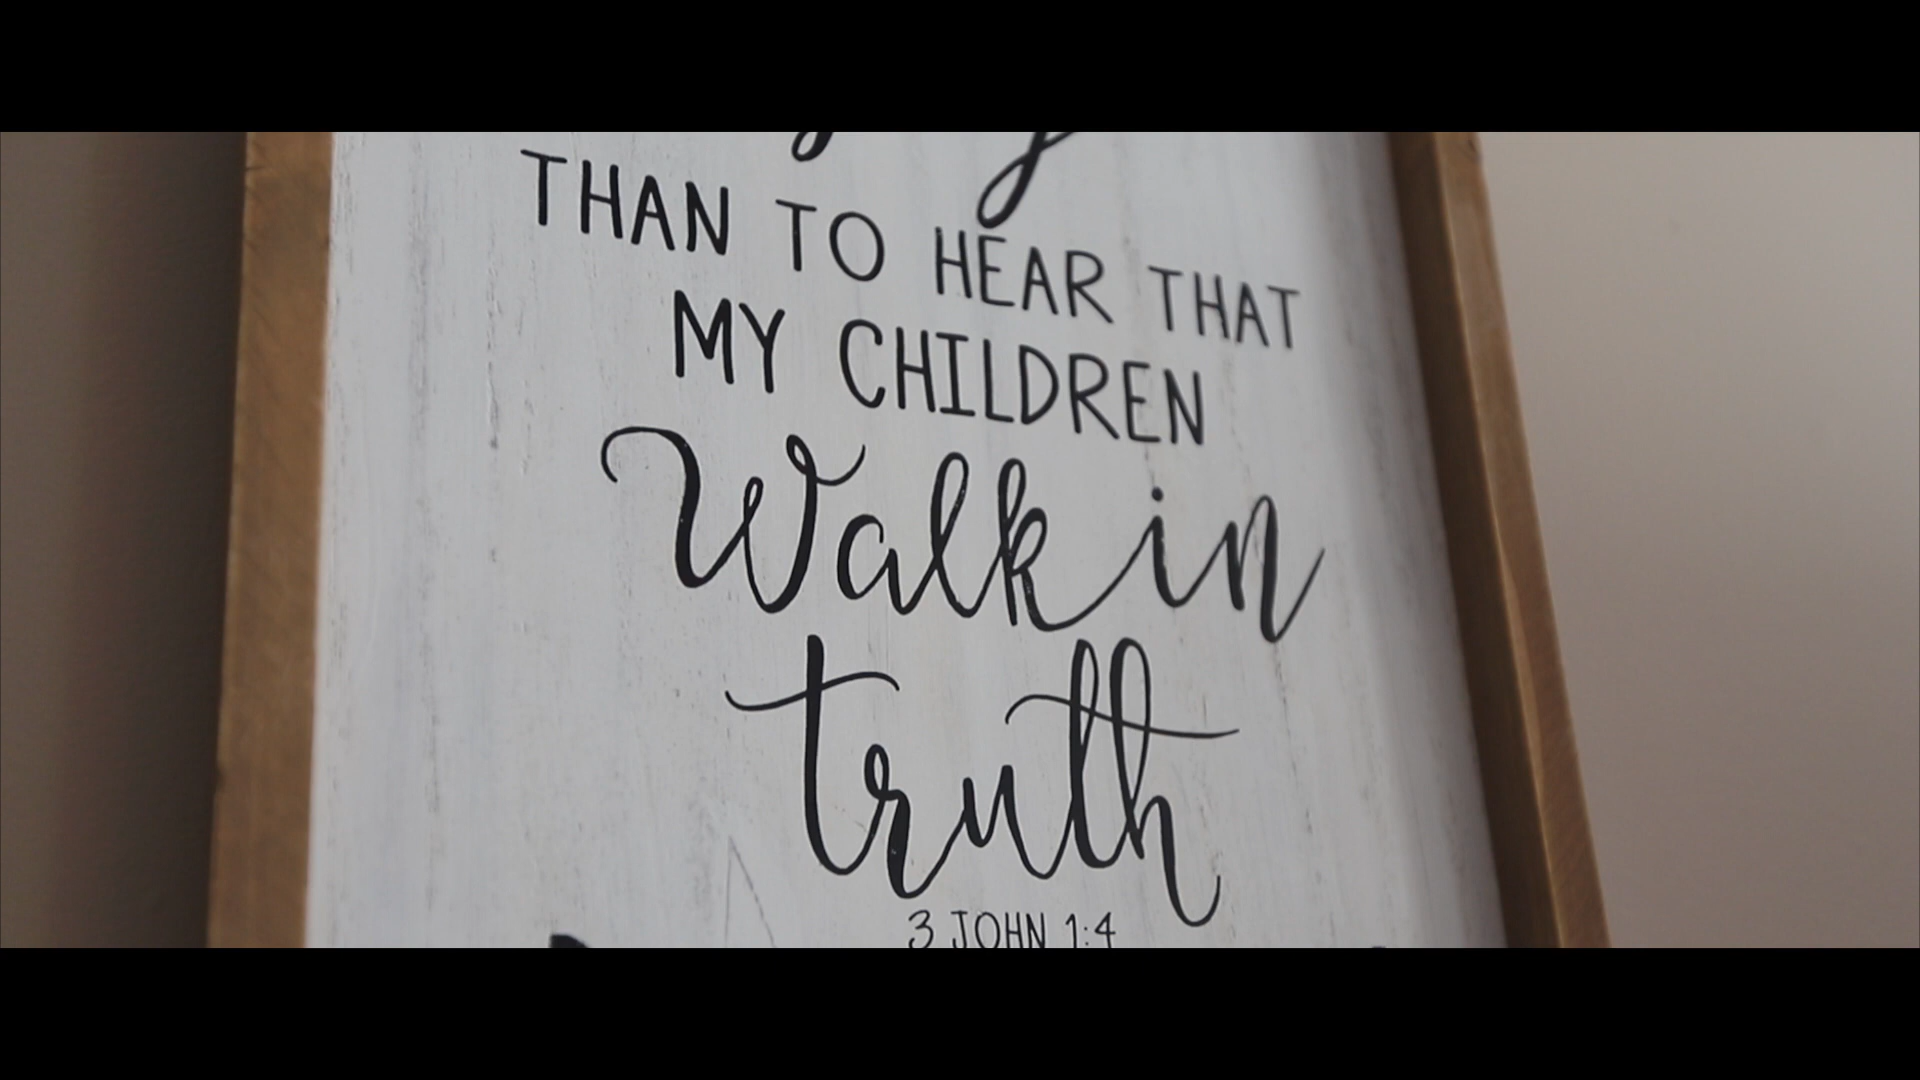 THAN TO HEAR THAT
MY CHILDREN
Walk in
truth
3 JOHN 1:4